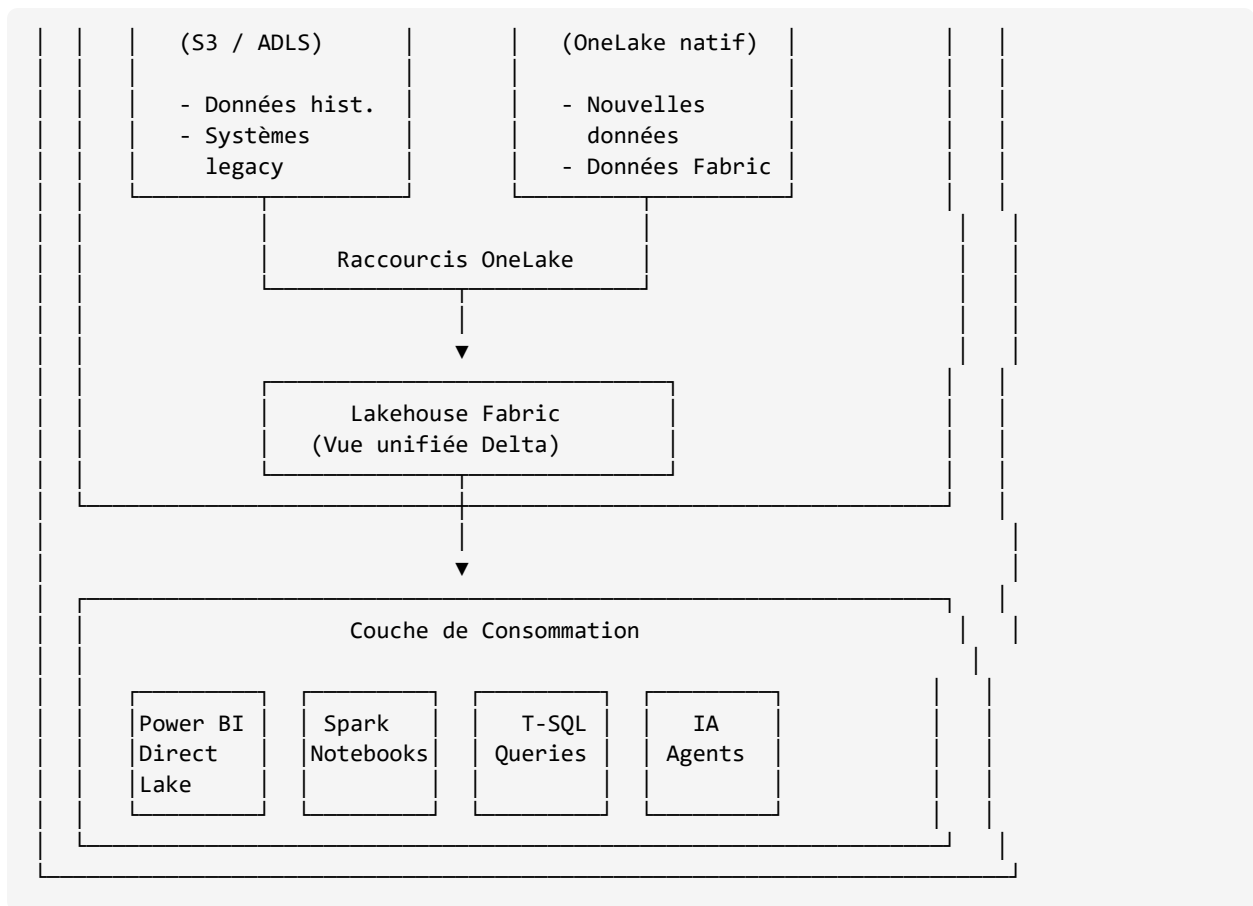 (S3 / ADLS) (OneLake natif)
- Données hist. - Nouvelles
- Systèmes données
legacy - Données Fabric
Raccourcis OneLake
Lakehouse Fabric
(Vue unifiée Delta)
Couche de Consommation
Power BI Spark T-SQL IA
Direct Notebooks Queries Agents
Lake